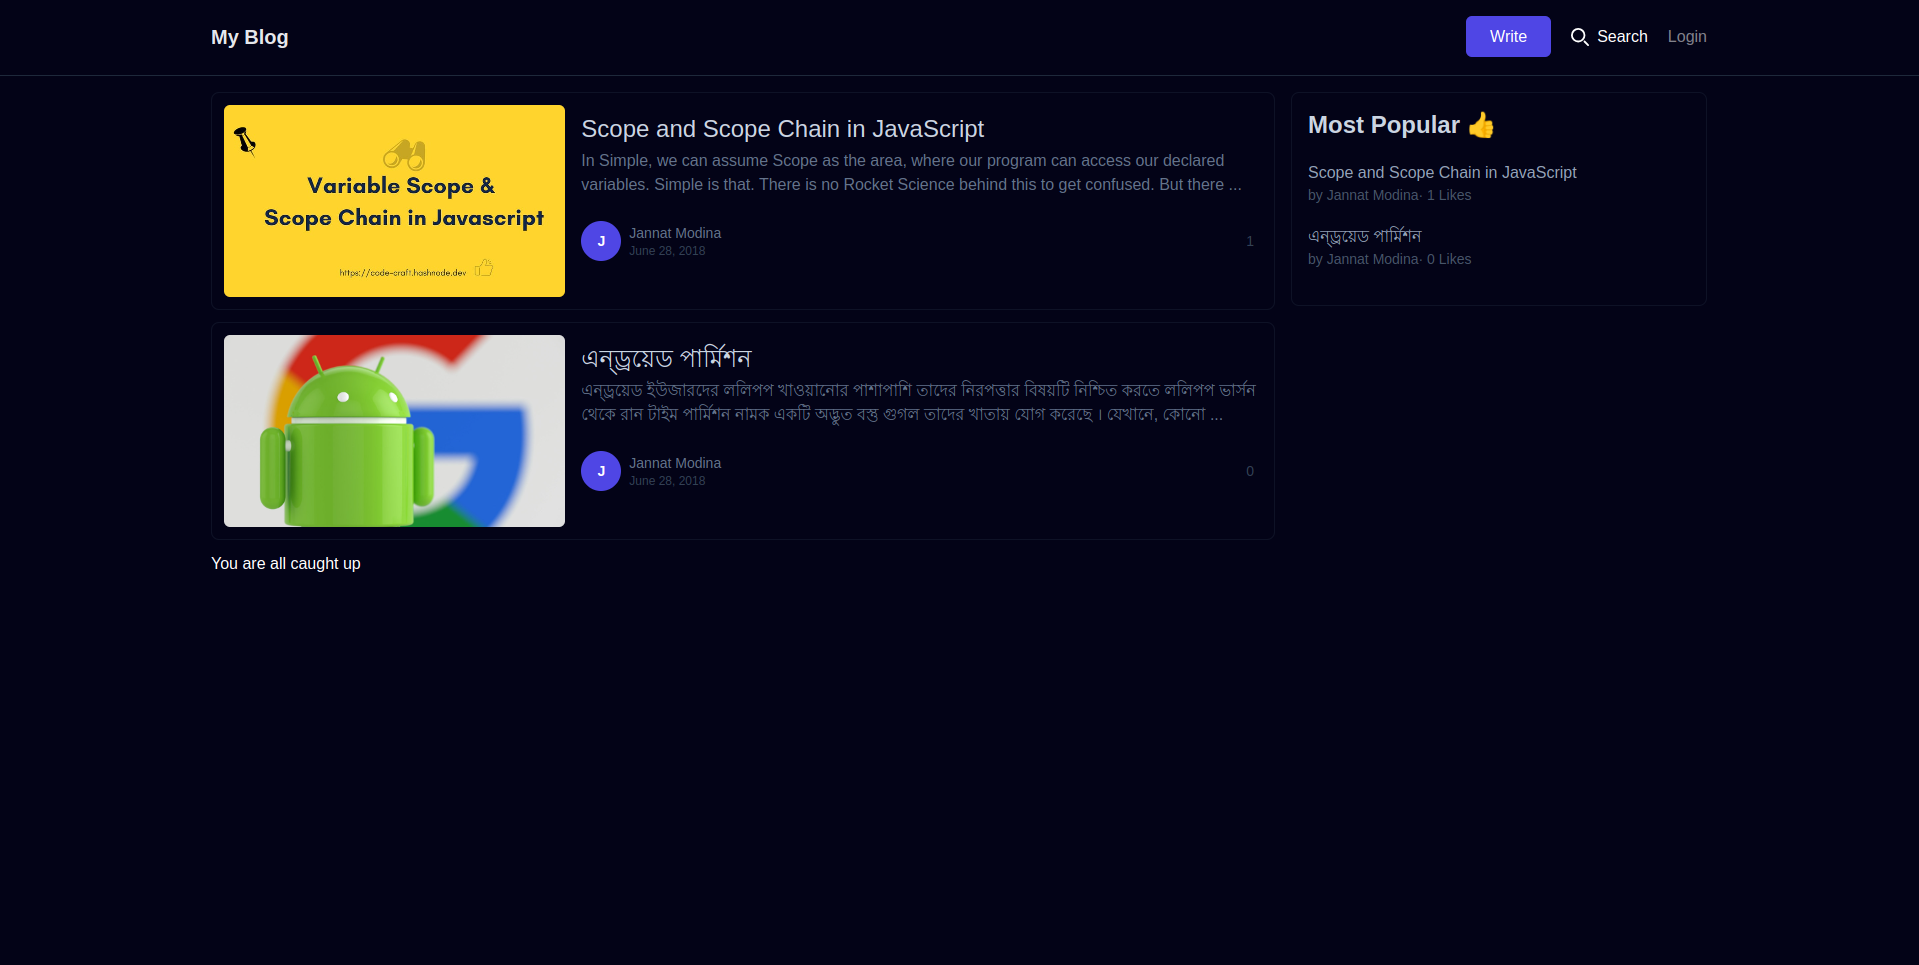 My Blog
Write
Search
Login
Variable Scope &
Scope Chain in Javascript
https://code-craft.hashnode.dev
Scope and Scope Chain in JavaScript
In Simple, we can assume Scope as the area, where our program can access our declared
variables. Simple is that. There is no Rocket Science behind this to get confused. But there ...
J
Jannat Modina
June 28, 2018
1
এন্ড্রয়েড পার্মিশন
এন্ড্রয়েড ইউজারদের ললিপপ খাওয়ানোর পাশাপাশি তাদের নিরপত্তার বিষয়টি নিশ্চিত করতে ললিপপ ভার্সন
থেকে রান টাইম পার্মিশন নামক একটি অদ্ভুত বস্তু গুগল তাদের খাতায় যোগ করেছে । যেখানে, কোনো ...
J
Jannat Modina
June 28, 2018
0
You are all caught up
Most Popular 👍
Scope and Scope Chain in JavaScript
by Jannat Modina· 1 Likes
এন্ড্রয়েড পার্মিশন
by Jannat Modina· 0 Likes